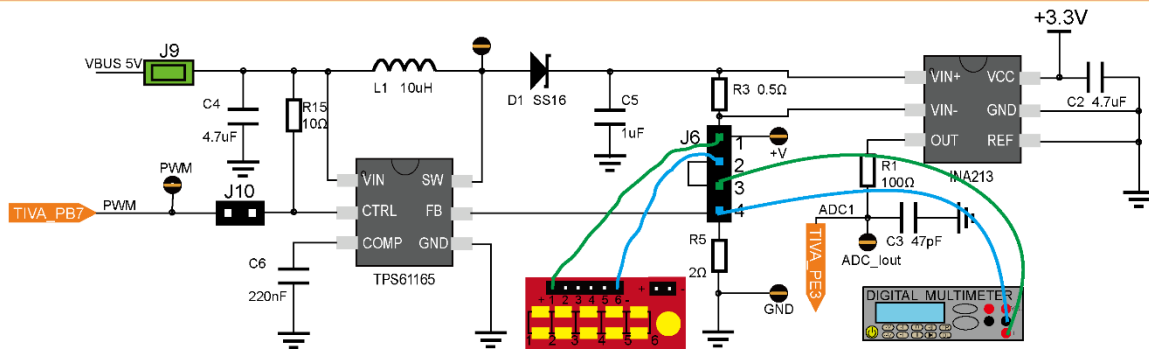 +3.3V
J9
VBUS 5V
L1 10uH
D1 SS16
C4
4.7uF
R15
10Ω
C5
1uF
R3 0.5Ω
VIN+
VCC
C2 4.7uF
VIN-
GND
OUT
REF
INA213
J6
1
+V
2
3
4
R1
100Ω
PWM
TIVA_PB7
PWM
J10
VIN
SW
CTRL
FB
COMP
GND
TPS61165
C6
220nF
R5
2Ω
GND
ADC1
C3 47pF
ADC_Iout
TIVA_PE3
+ 1 2 3 4 5 6 -
+ -
1 2 3 4 5 6
DIGITAL MULTIMETER